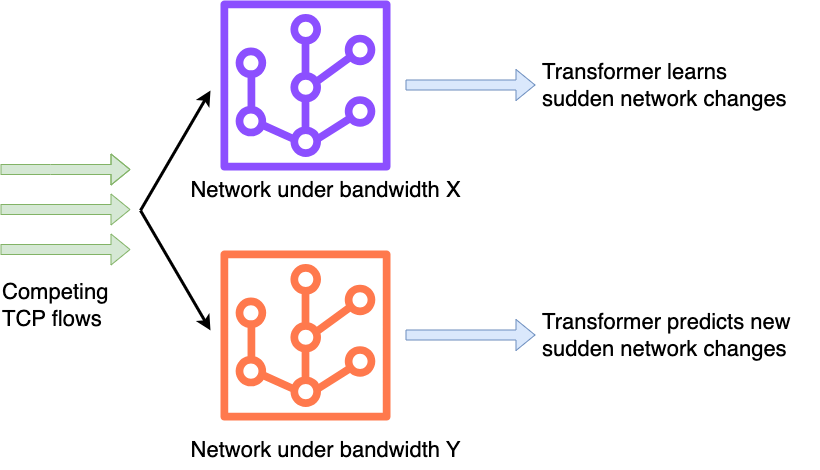 Transformer learns
sudden network changes
Network under bandwidth X
Competing
TCP flows
Transformer predicts new
sudden network changes
Network under bandwidth Y